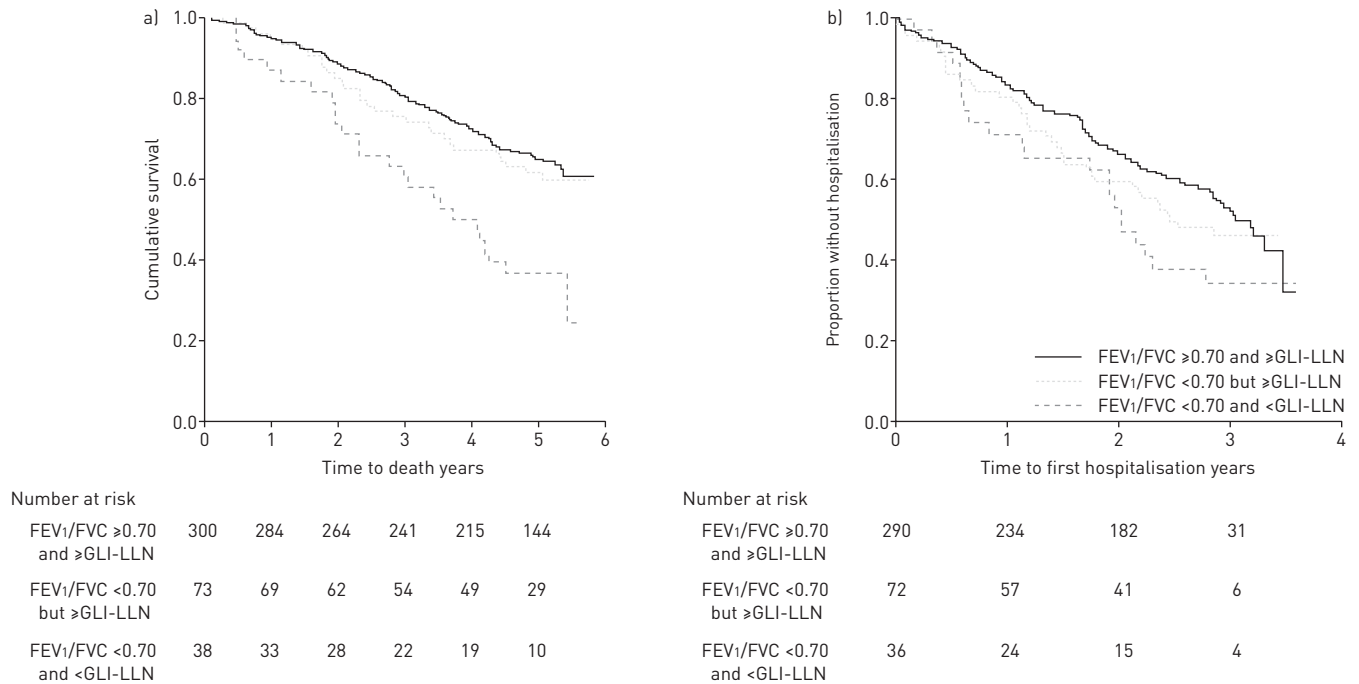 a)
Cumulative survival
1.0
0.8
0.6
0.4
0.2
0.0
0 1 2 3 4 5 6
Time to death years
Number at risk
FEV1/FVC ⩾0.70 300 284 264 241 215 144
and ⩾GLI-LLN
FEV1/FVC <0.70 73 69 62 54 49 29
but ⩾GLI-LLN
FEV1/FVC <0.70 38 33 28 22 19 10
and <GLI-LLN
b)
Proportion without hospitalisation
1.0
0.8
0.6
0.4
0.2
0.0
FEV1/FVC ⩾0.70 and ⩾GLI-LLN
FEV1/FVC <0.70 but ⩾GLI-LLN
FEV1/FVC <0.70 and <GLI-LLN
0 1 2 3 4
Time to first hospitalisation years
Number at risk
FEV1/FVC ⩾0.70 290 234 182 31
and ⩾GLI-LLN
FEV1/FVC <0.70 72 57 41 6
but ⩾GLI-LLN
FEV1/FVC <0.70 36 24 15 4
and <GLI-LLN